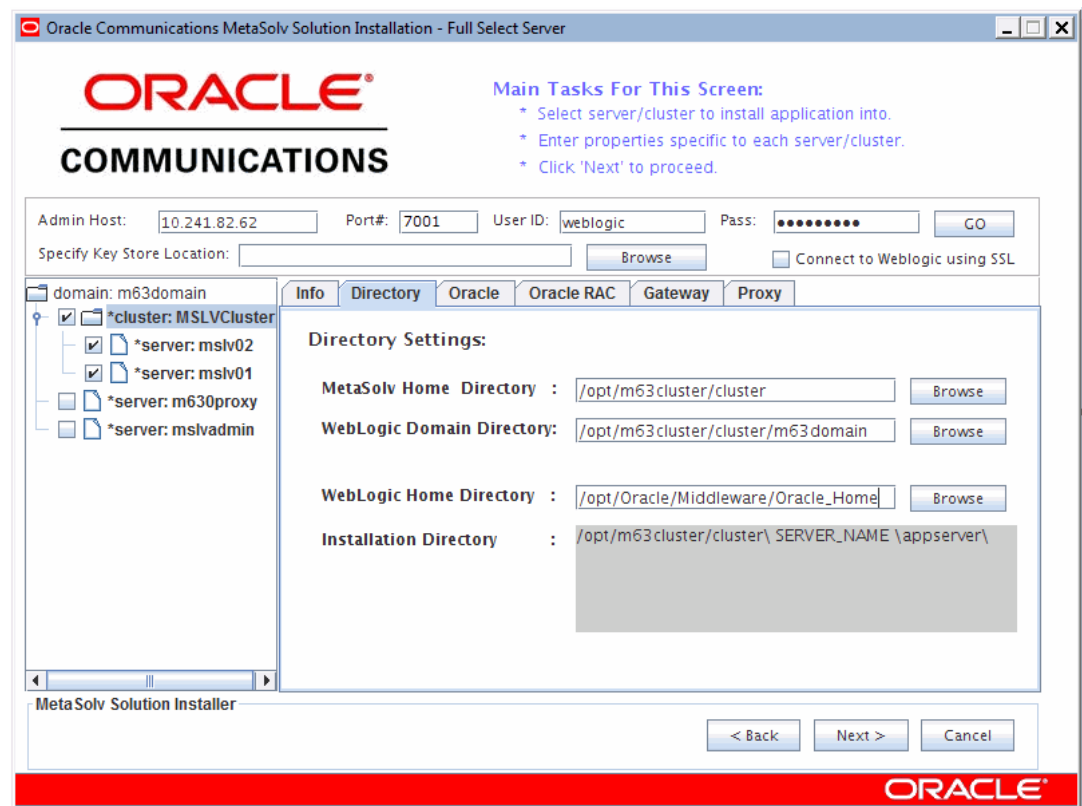 Oracle Communications MetaSolv Solution Installation - Full Select Server
ORACLE
COMMUNICATIONS
Main Tasks For This Screen:
* Select server/cluster to install application into.
* Enter properties specific to each server/cluster.
* Click 'Next' to proceed.
Admin Host: 10.241.82.62 Port#: 7001 User ID: weblogic Pass: ●●●●●●●●● GO
Specify Key Store Location: Browse Connect to Weblogic using SSL
domain: m63domain
*cluster: MSLVCluster
*server: mslv02
*server: mslv01
*server: m630proxy
*server: mslvadmin
Info Directory Oracle Oracle RAC Gateway Proxy
Directory Settings:
MetaSolv Home Directory : /opt/m63cluster/cluster Browse
WebLogic Domain Directory: /opt/m63cluster/cluster/m63domain Browse
WebLogic Home Directory : /opt/Oracle/Middleware/Oracle_Home Browse
Installation Directory : /opt/m63cluster/cluster\ SERVER_NAME \appserver\
MetaSolv Solution Installer
< Back Next > Cancel
ORACLE